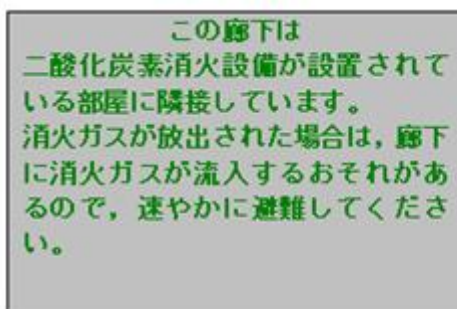 この廊下は
二酸化炭素消火設備が設置されて
いる部屋に隣接しています。
消火ガスが放出された場合は，廊下
に消火ガスが流入するおそれがあ
るので，速やかに避難してくださ
い。